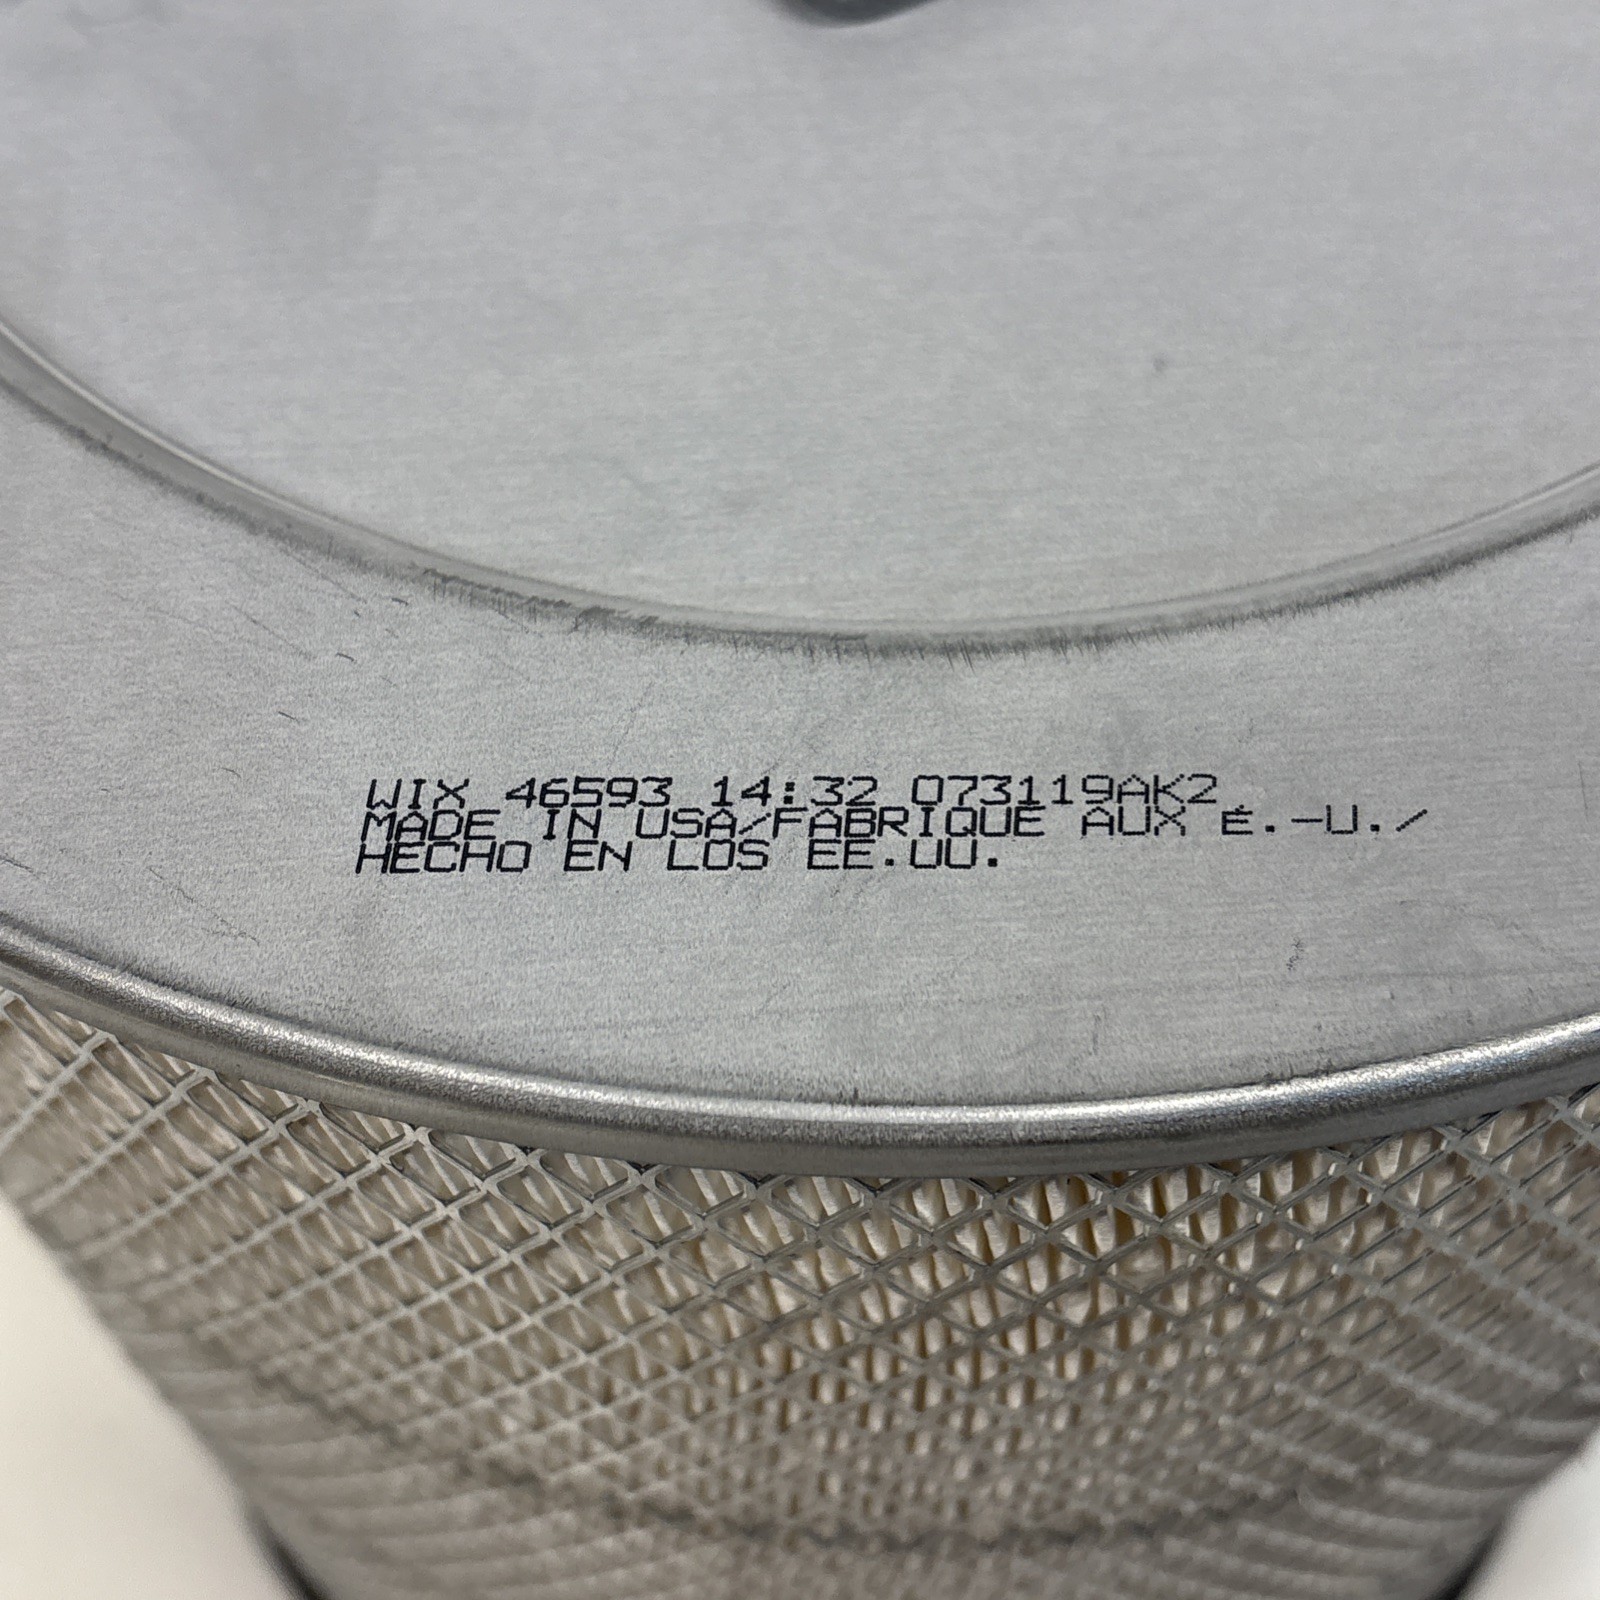 WIX 46593 14:32 073119AK2
MADE IN USA/FABRIQUE AUX É.-U./
HECHO EN LOS EE.UU.